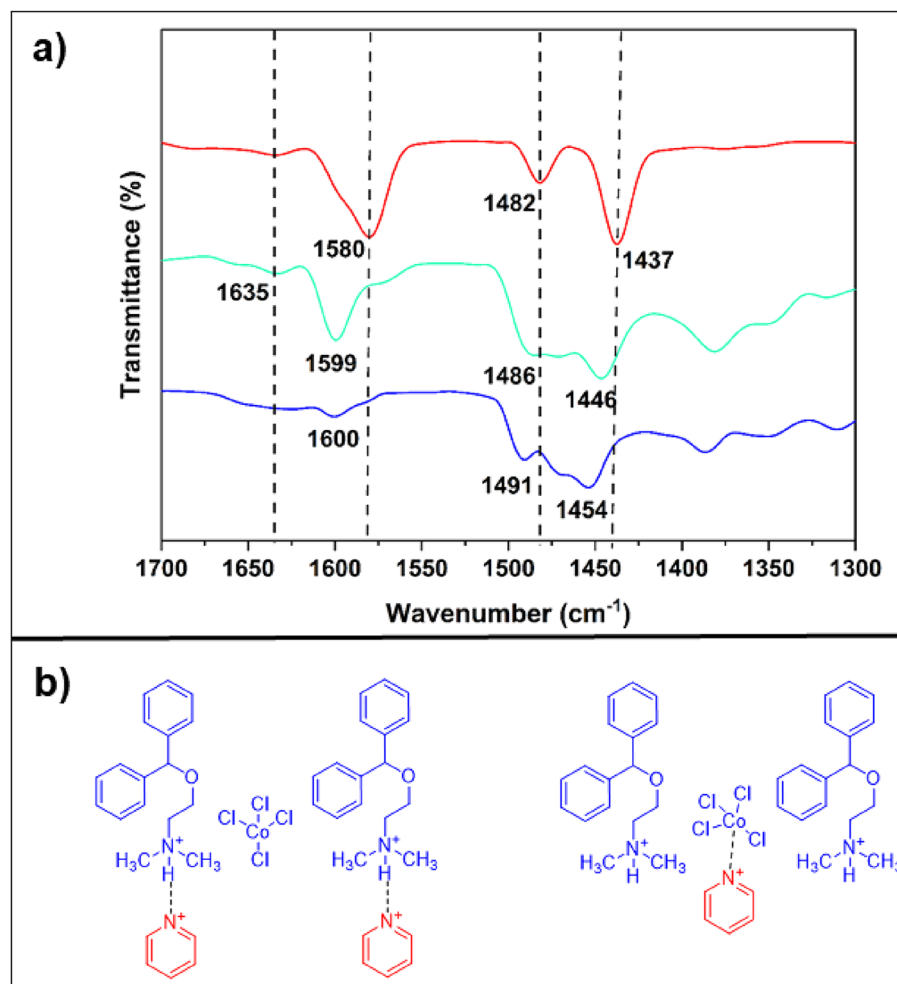 a)
Transmittance (%)
1482
1580
1437
1635
1599
1486
1446
1600
1491
1454
1700 1650 1600 1550 1500 1450 1400 1350 1300
Wavenumber (cm⁻¹)
b)
O Cl Cl Cl Cl Co
H₃C N⁺ CH₃
H
N⁺
O
H₃C N⁺ CH₃
H
N⁺
O Cl Cl Cl Cl Co
H₃C N⁺ CH₃
H
N⁺
O
H₃C N⁺ CH₃
H